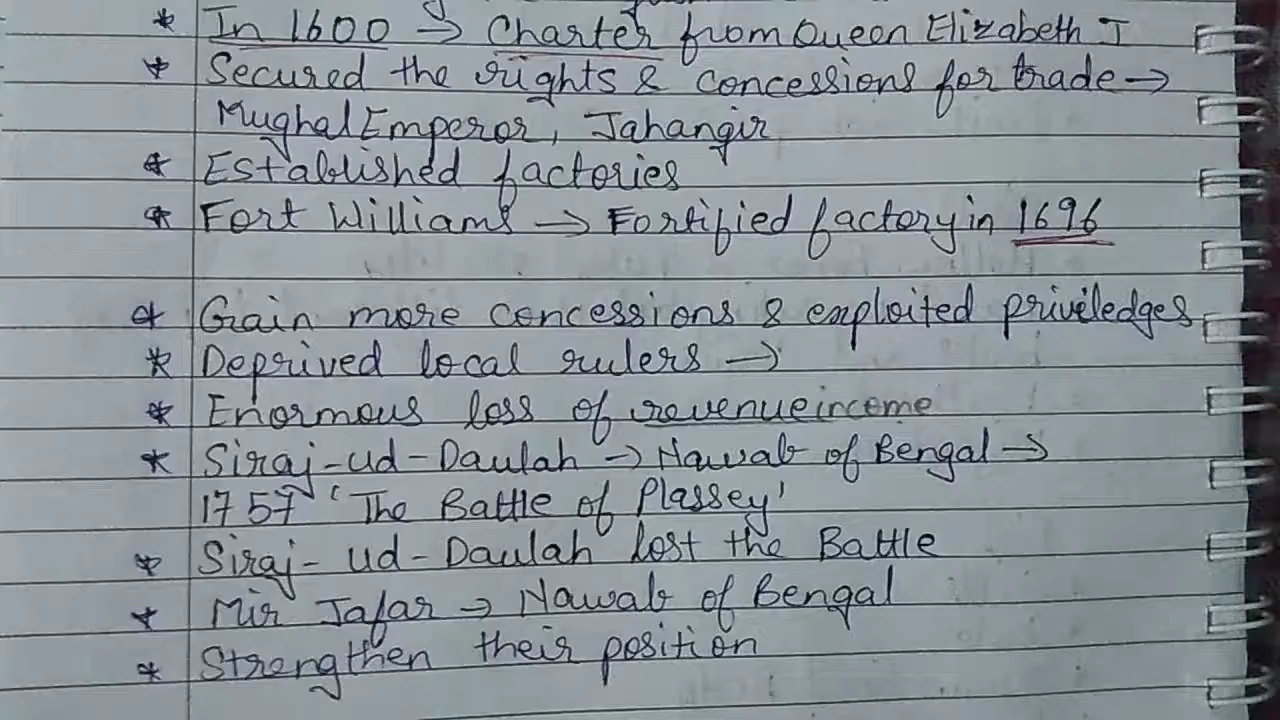 * In 1600 → Charter from Queen Elizabeth I
* Secured the rights & concessions for trade →
Mughal Emperor, Jahangir
* Established factories
* Fort Williams → Fortified factory in 1696
* Gain more concessions & exploited priviledges
* Deprived local rulers →
* Enormous loss of revenue income
* Siraj-ud-Daulah → Nawab of Bengal →
1757 'The Battle of Plassey'
* Siraj-ud-Daulah lost the Battle
* Mir Jafar → Nawab of Bengal
* Strengthen their position